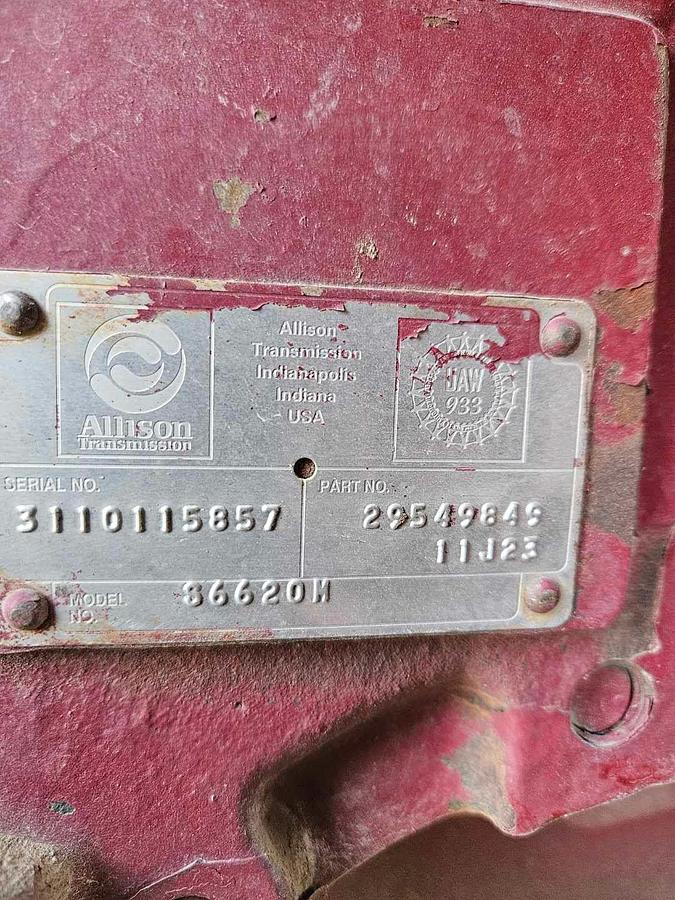 Allison
Transmission
Allison
Transmission
Indianapolis
Indiana
USA
UAW
933
SERIAL NO.
3110115857
PART NO.
29549849
11J23
MODEL
NO.
S6620M